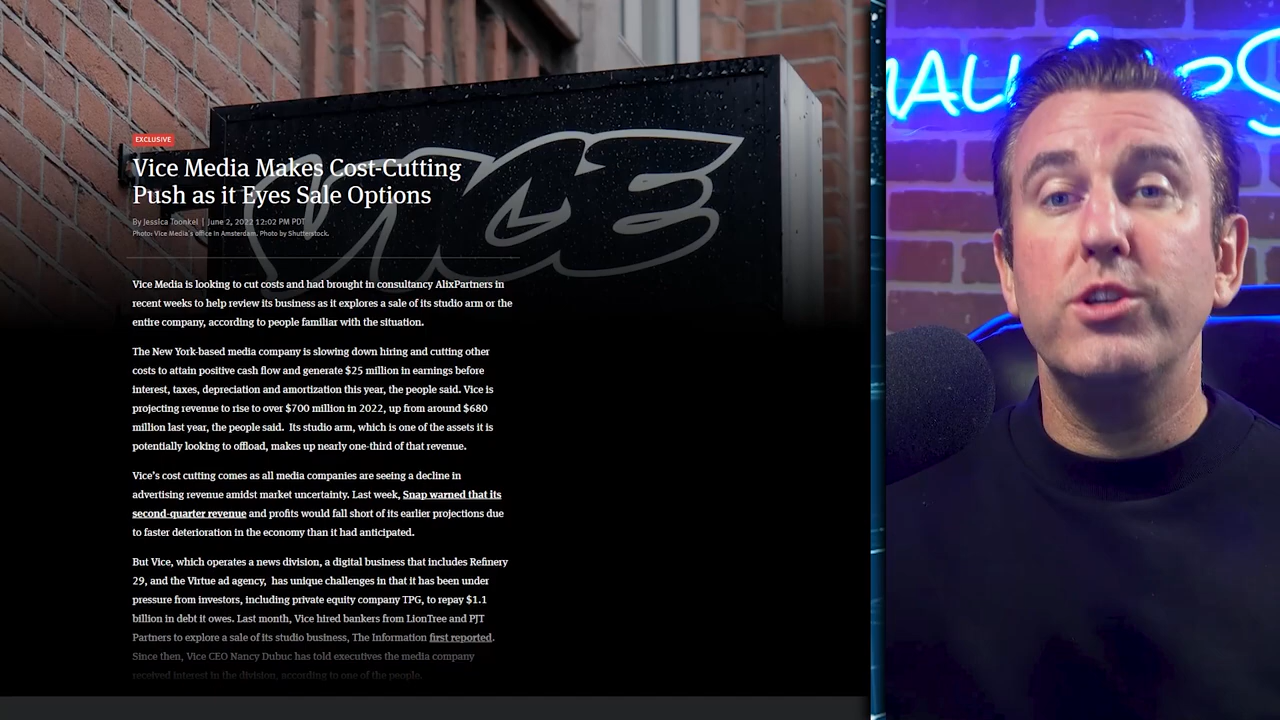 EXCLUSIVE
Vice Media Makes Cost-Cutting
Push as it Eyes Sale Options
By Jessica Toonkel | June 2, 2022 12:02 PM PDT
Photo: Vice Media's office in Amsterdam. Photo by Shutterstock.
VICE
Vice Media is looking to cut costs and had brought in consultancy AlixPartners in
recent weeks to help review its business as it explores a sale of its studio arm or the
entire company, according to people familiar with the situation.
The New York-based media company is slowing down hiring and cutting other
costs to attain positive cash flow and generate $25 million in earnings before
interest, taxes, depreciation and amortization this year, the people said. Vice is
projecting revenue to rise to over $700 million in 2022, up from around $680
million last year, the people said. Its studio arm, which is one of the assets it is
potentially looking to offload, makes up nearly one-third of that revenue.
Vice's cost cutting comes as all media companies are seeing a decline in
advertising revenue amidst market uncertainty. Last week, Snap warned that its
second-quarter revenue and profits would fall short of its earlier projections due
to faster deterioration in the economy than it had anticipated.
But Vice, which operates a news division, a digital business that includes Refinery
29, and the Virtue ad agency, has unique challenges in that it has been under
pressure from investors, including private equity company TPG, to repay $1.1
billion in debt it owes. Last month, Vice hired bankers from LionTree and PJT
Partners to explore a sale of its studio business, The Information first reported.
Since then, Vice CEO Nancy Dubuc has told executives the media company
received interest in the division, according to one of the people.